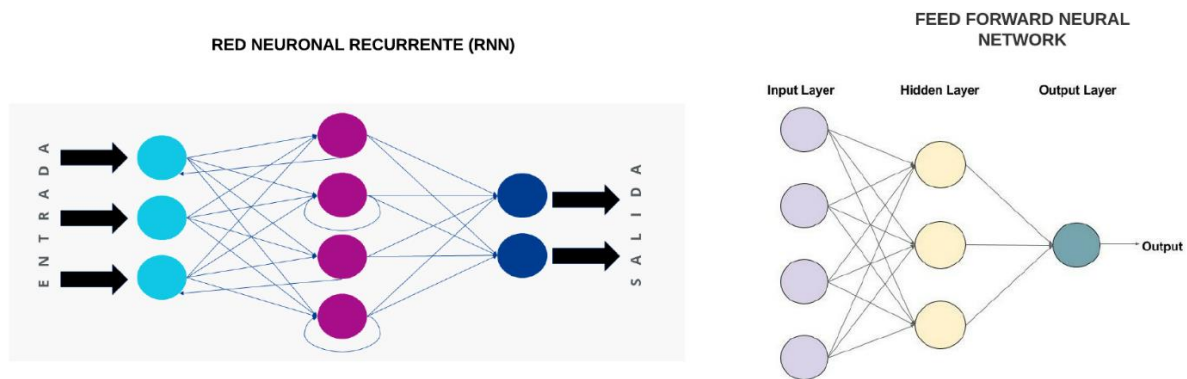 RED NEURONAL RECURRENTE (RNN)
ENTRADA
SALIDA
FEED FORWARD NEURAL
NETWORK
Input Layer
Hidden Layer
Output Layer
Output